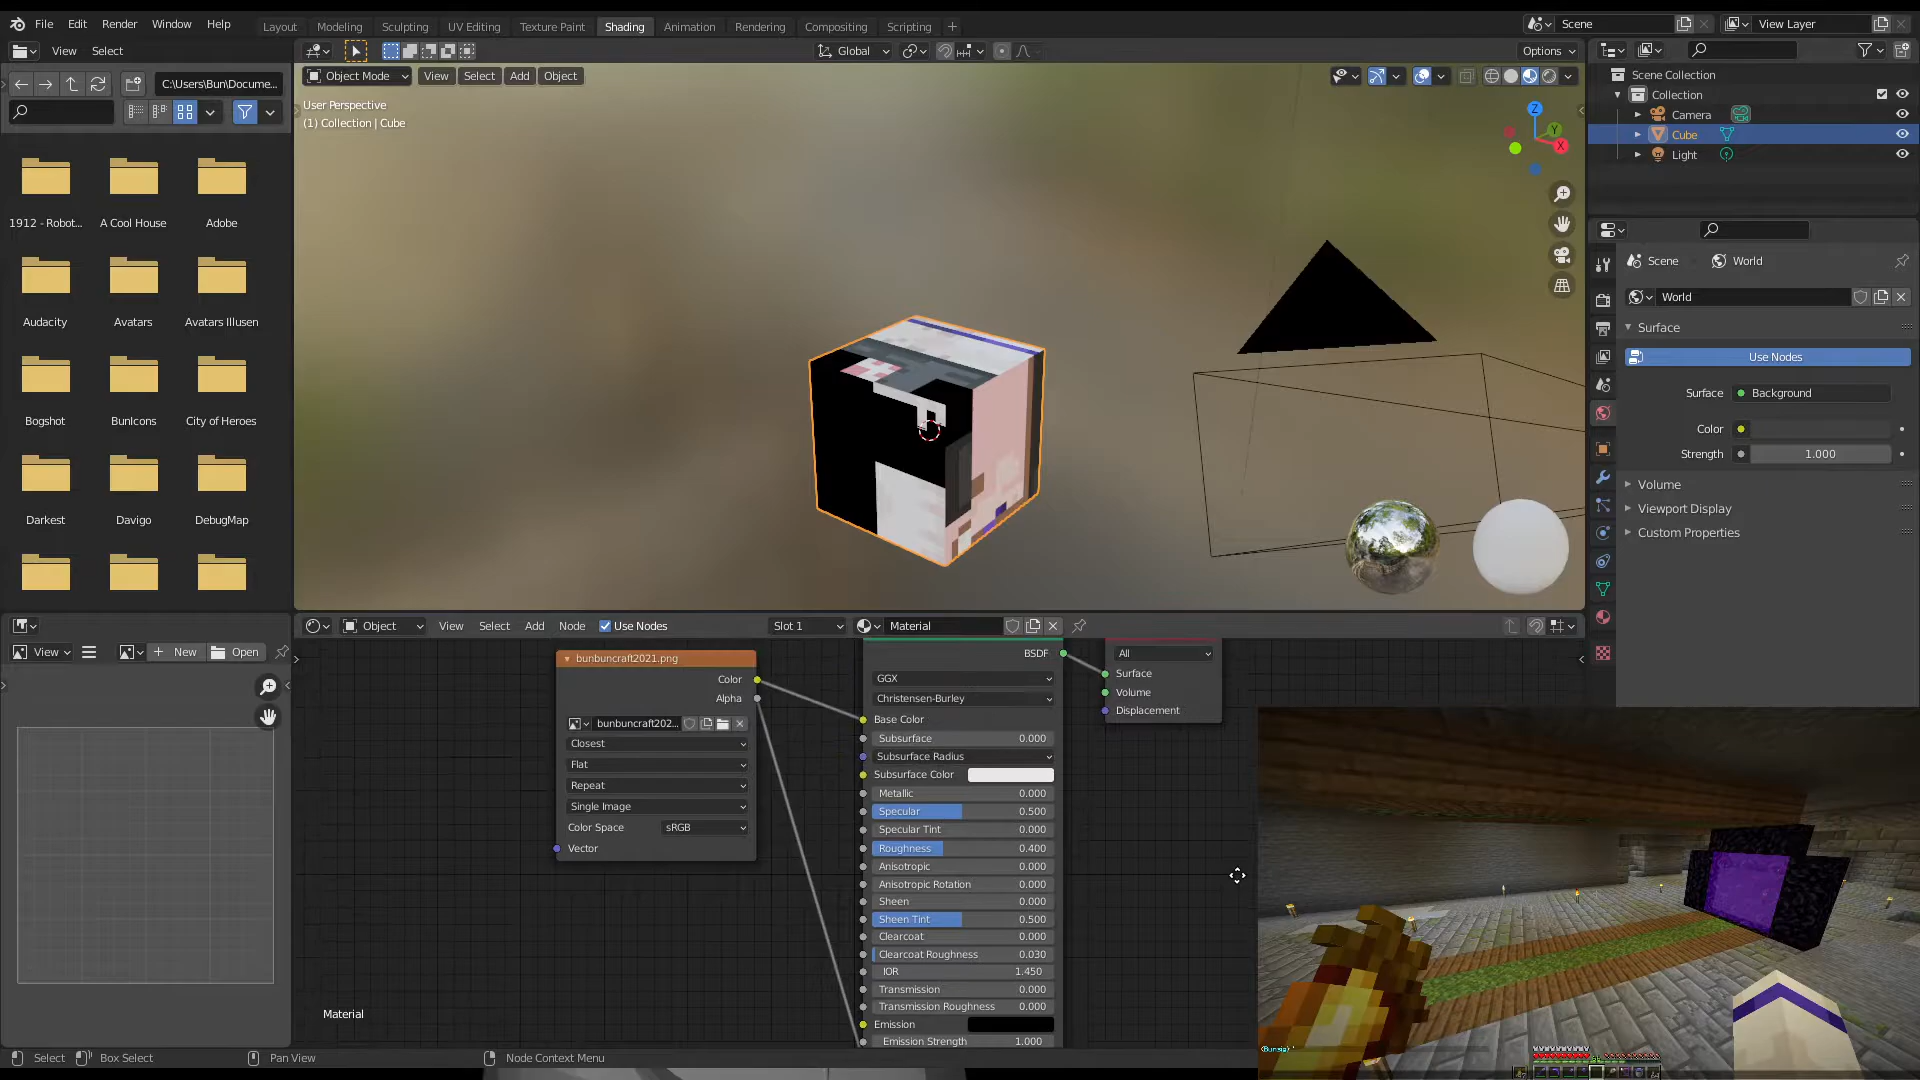 File Edit Render Window Help
Layout Modeling Sculpting UV Editing Texture Paint Shading Animation Rendering Compositing Scripting +
Scene
View Layer
View Select
Global
Options
C:\Users\Bun\Docume...
Object Mode View Select Add Object
User Perspective
(1) Collection | Cube
Z
Y
X
1912 - Robot... A Cool House Adobe
Audacity Avatars Avatars Illusen
Bogshot BunIcons City of Heroes
Darkest Davigo DebugMap
Scene Collection
Collection
Camera
Cube
Light
Scene World
World
Surface
Use Nodes
Surface Background
Color
Strength 1.000
Volume
Viewport Display
Custom Properties
Object View Select Add Node Use Nodes Slot 1 Material
View New Open
bunbuncraft2021.png
Color
Alpha
bunbuncraft202...
Closest
Flat
Repeat
Single Image
Color Space sRGB
Vector
BSDF
GGX
Christensen-Burley
Base Color
Subsurface 0.000
Subsurface Radius
Subsurface Color
Metallic 0.000
Specular 0.500
Specular Tint 0.000
Roughness 0.400
Anisotropic 0.000
Anisotropic Rotation 0.000
Sheen 0.000
Sheen Tint 0.500
Clearcoat 0.000
Clearcoat Roughness 0.030
IOR 1.450
Transmission 0.000
Transmission Roughness 0.000
Emission
Emission Strength 1.000
All
Surface
Volume
Displacement
Material
Select Box Select Pan View Node Context Menu